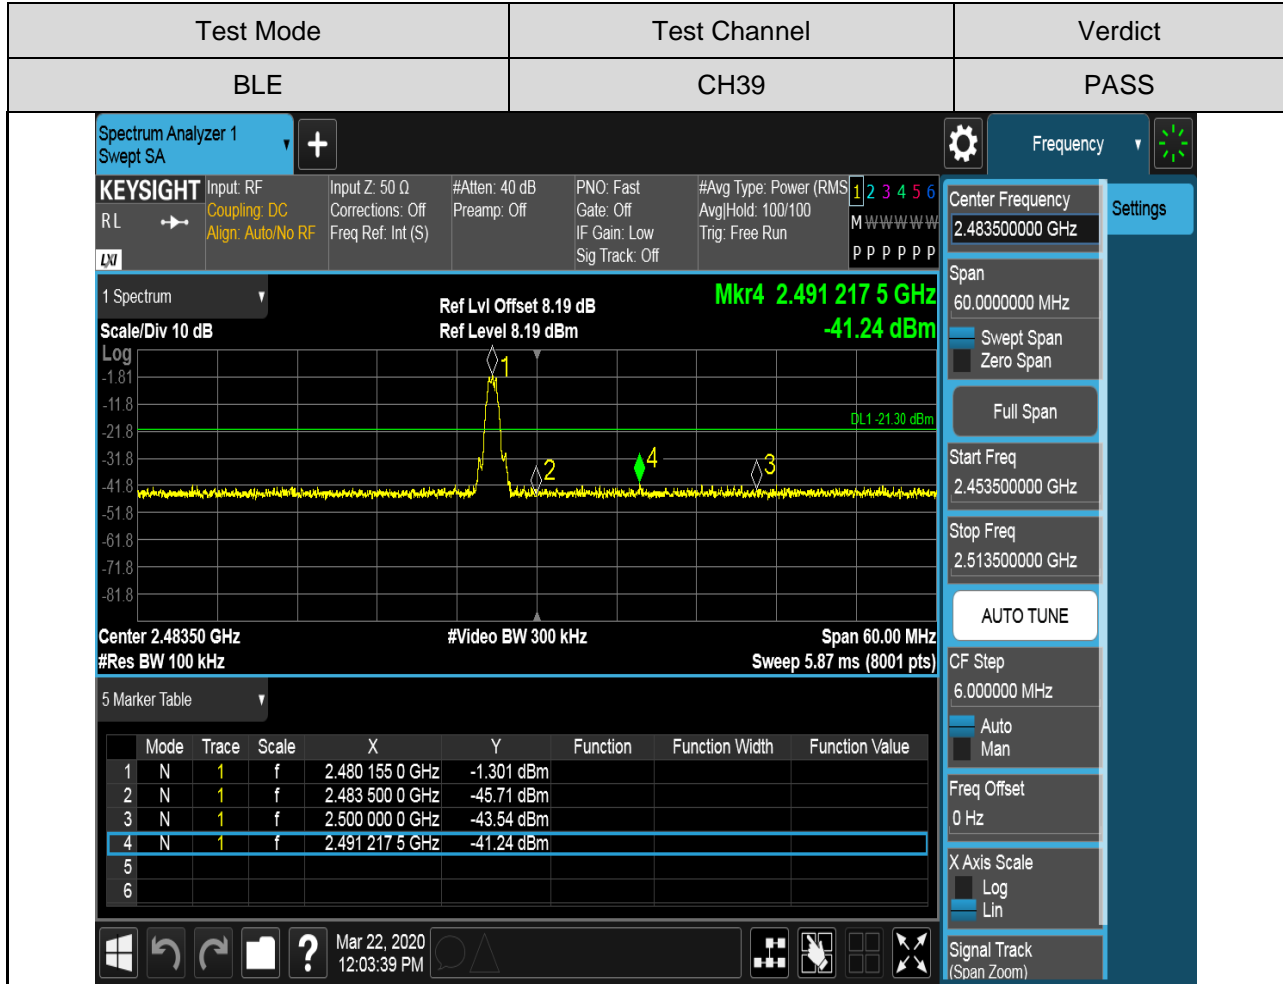 Test Mode Test Channel Verdict
BLE CH39 PASS
Spectrum Analyzer 1
Swept SA
Frequency
KEYSIGHT Input: RF Input Z: 50 Ω #Atten: 40 dB PNO: Fast #Avg Type: Power (RMS 1 2 3 4 5 6
RL Coupling: DC Corrections: Off Preamp: Off Gate: Off Avg|Hold: 100/100 M W W W W W
Align: Auto/No RF Freq Ref: Int (S) IF Gain: Low Trig: Free Run
LXI Sig Track: Off P P P P P P
1 Spectrum
Ref Lvl Offset 8.19 dB
Mkr4 2.491 217 5 GHz
Scale/Div 10 dB Ref Level 8.19 dBm -41.24 dBm
Log
1
-1.81
-11.8
DL1 -21.30 dBm
-21.8
-31.8
2 4 3
-41.8
-51.8
-61.8
-71.8
-81.8
Center 2.48350 GHz #Video BW 300 kHz Span 60.00 MHz
#Res BW 100 kHz Sweep 5.87 ms (8001 pts)
5 Marker Table
Mode Trace Scale X Y Function Function Width Function Value
1 N 1 f 2.480 155 0 GHz -1.301 dBm
2 N 1 f 2.483 500 0 GHz -45.71 dBm
3 N 1 f 2.500 000 0 GHz -43.54 dBm
4 N 1 f 2.491 217 5 GHz -41.24 dBm
5
6
Mar 22, 2020
12:03:39 PM
Center Frequency
2.483500000 GHz
Settings
Span
60.0000000 MHz
Swept Span
Zero Span
Full Span
Start Freq
2.453500000 GHz
Stop Freq
2.513500000 GHz
AUTO TUNE
CF Step
6.000000 MHz
Auto
Man
Freq Offset
0 Hz
X Axis Scale
Log
Lin
Signal Track
(Span Zoom)